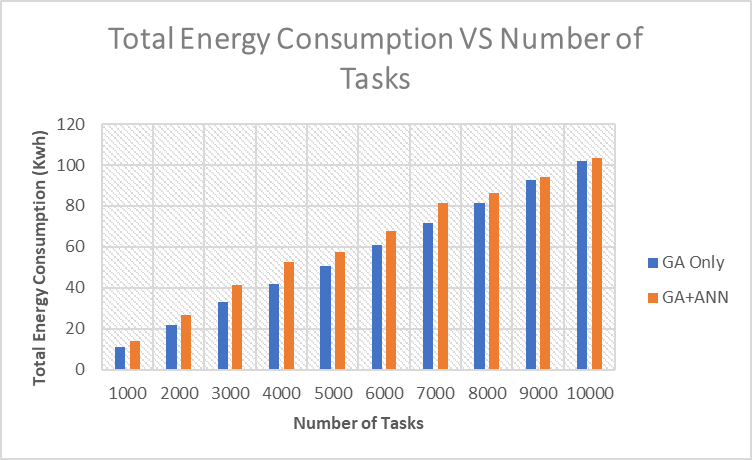 Total Energy Consumption VS Number of
Tasks
Total Energy Consumption (Kwh)
120
100
80
60
40
20
0
1000 2000 3000 4000 5000 6000 7000 8000 9000 10000
Number of Tasks
GA Only
GA+ANN